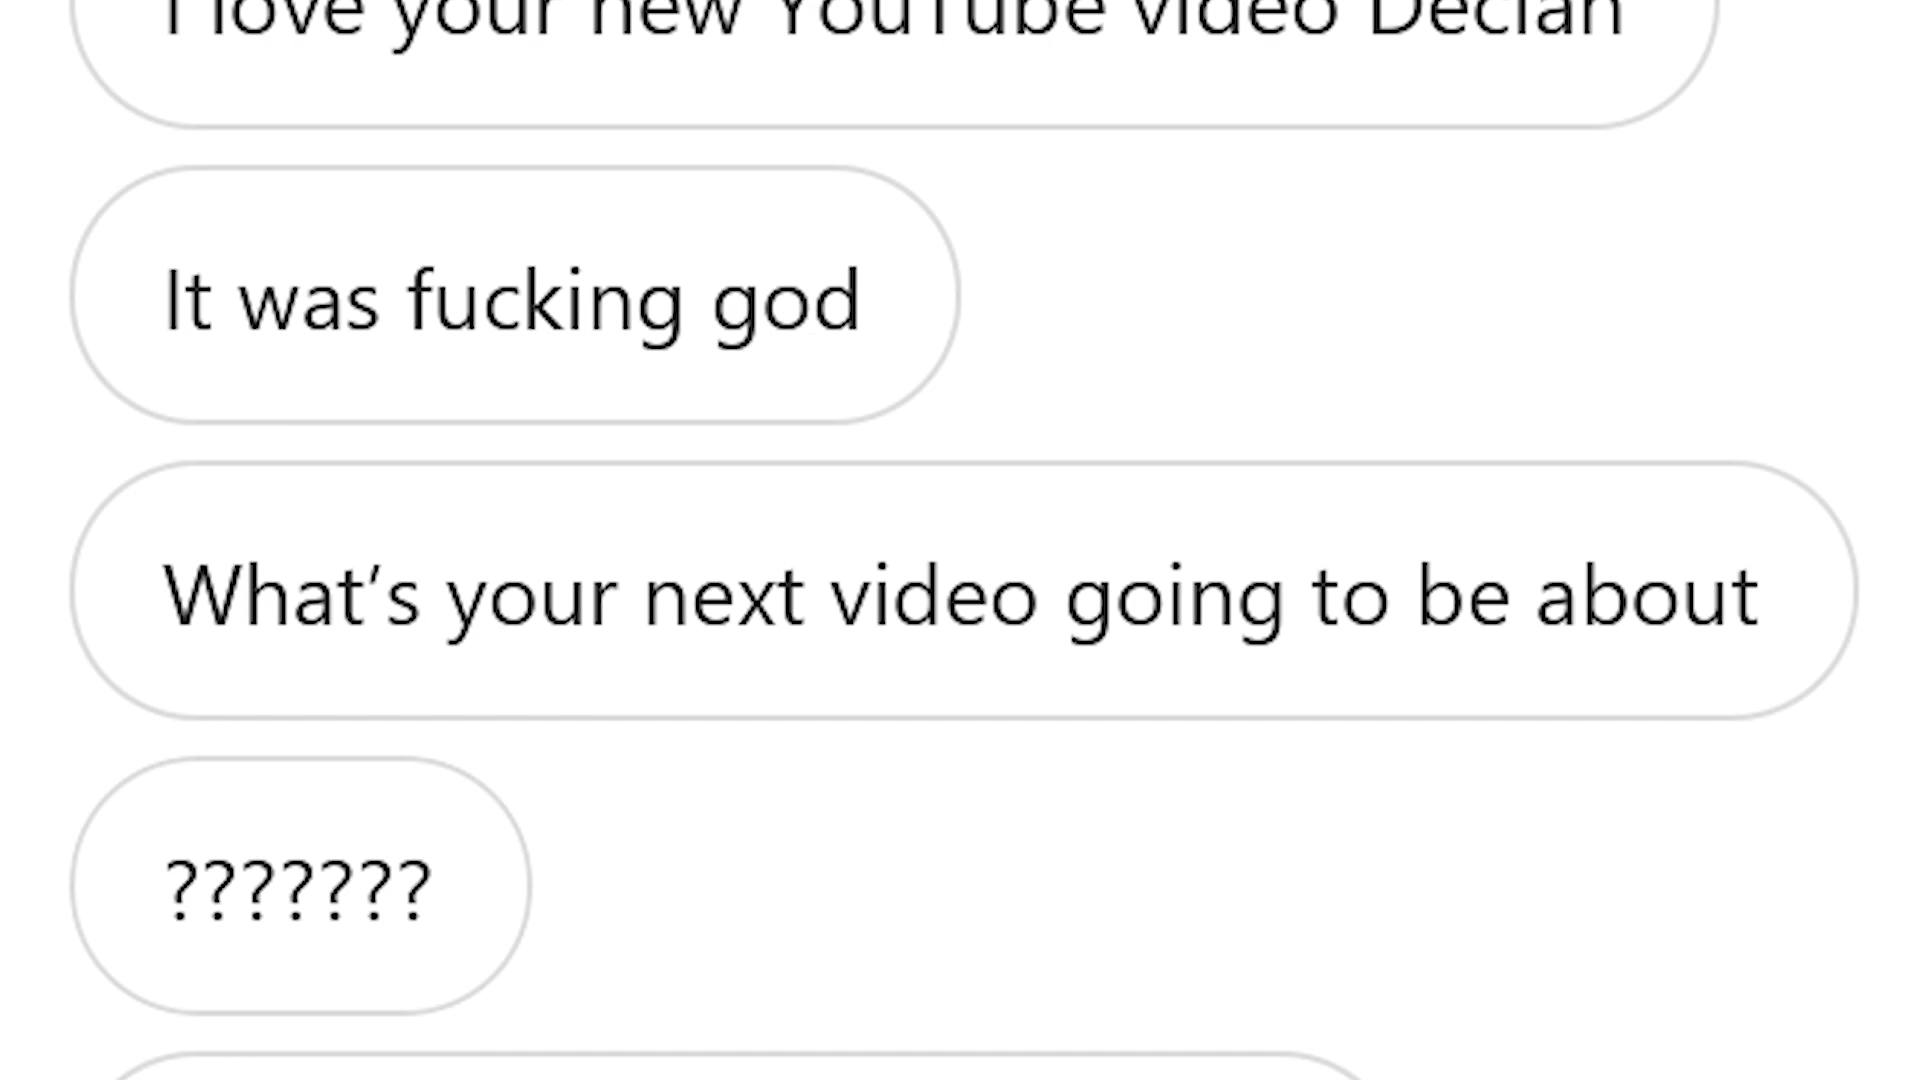 I love your new YouTube video Declan
It was fucking god
What's your next video going to be about
???????